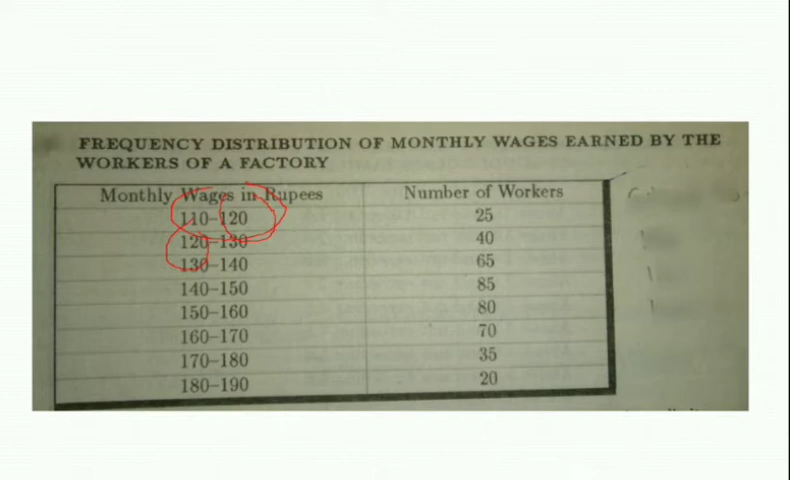 FREQUENCY DISTRIBUTION OF MONTHLY WAGES EARNED BY THE
WORKERS OF A FACTORY
Monthly Wages in Rupees Number of Workers
110–120 25
120–130 40
130–140 65
140–150 85
150–160 80
160–170 70
170–180 35
180–190 20